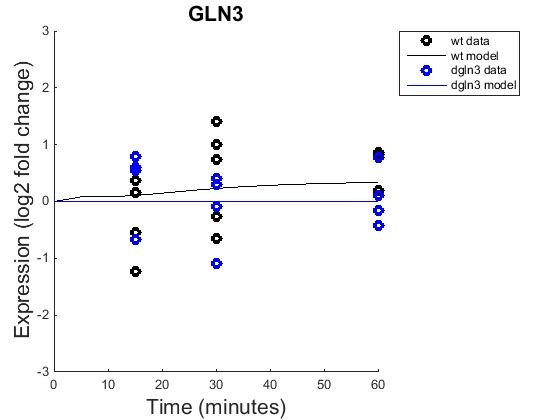 GLN3
3
2
1
0
-1
-2
-3
Expression (log2 fold change)
0 10 20 30 40 50 60
Time (minutes)
wt data
wt model
dgln3 data
dgln3 model